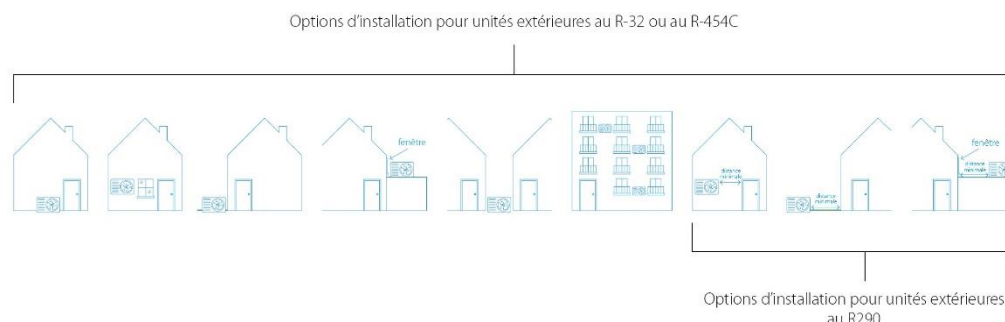 Options d’installation pour unités extérieures au R-32 ou au R-454C
fenêtre
distance
minimale
distance
minimale
fenêtre
distance
minimale
Options d’installation pour unités extérieures
au R290